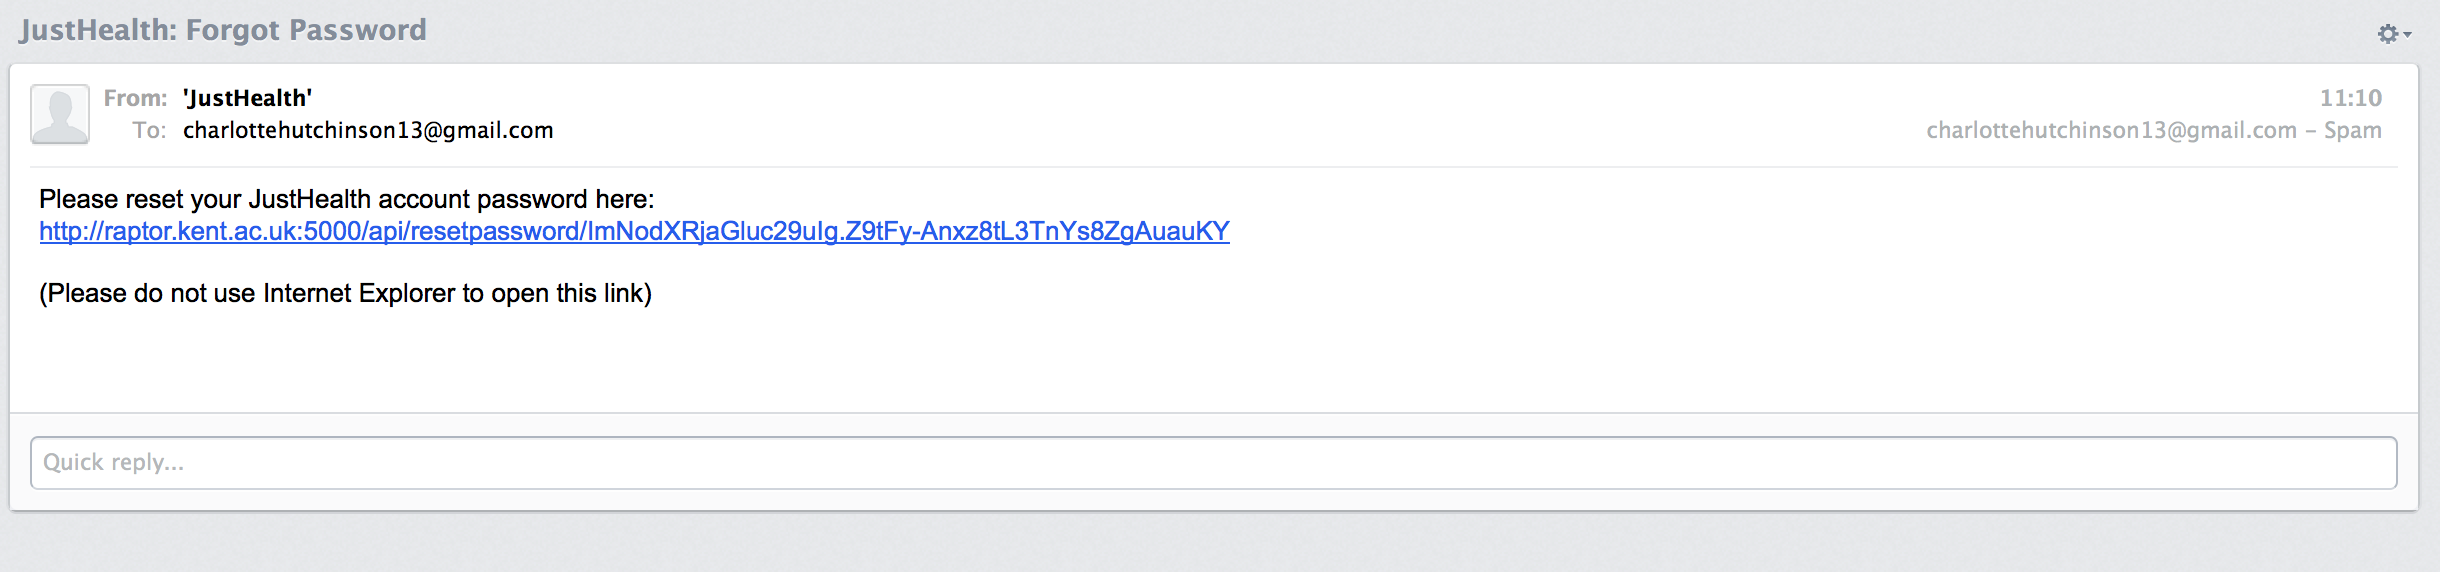 JustHealth: Forgot Password
From: 'JustHealth' 11:10
To: charlottehutchinson13@gmail.com charlottehutchinson13@gmail.com – Spam
Please reset your JustHealth account password here:
http://raptor.kent.ac.uk:5000/api/resetpassword/ImNodXRjaGluc29uIg.Z9tFy-Anxz8tL3TnYs8ZgAuauKY
(Please do not use Internet Explorer to open this link)
Quick reply...